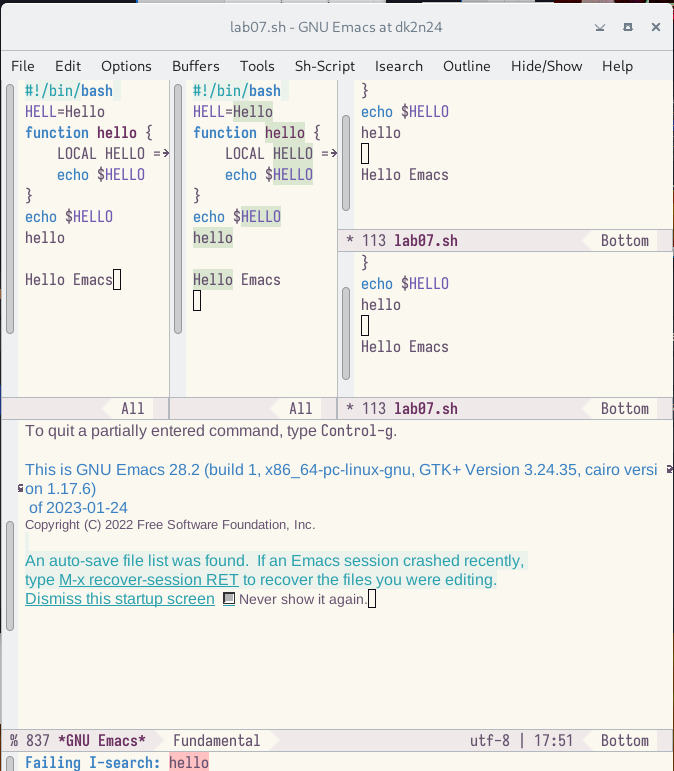 lab07.sh - GNU Emacs at dk2n24
File Edit Options Buffers Tools Sh-Script Isearch Outline Hide/Show Help
#!/bin/bash
HELL=Hello
function hello {
LOCAL HELLO =
echo $HELLO
}
echo $HELLO
hello
Hello Emacs
All
#!/bin/bash
HELL=Hello
function hello {
LOCAL HELLO =
echo $HELLO
}
echo $HELLO
hello
Hello Emacs
All
}
echo $HELLO
hello
Hello Emacs
* 113 lab07.sh Bottom
}
echo $HELLO
hello
Hello Emacs
* 113 lab07.sh Bottom
To quit a partially entered command, type Control-g.
This is GNU Emacs 28.2 (build 1, x86_64-pc-linux-gnu, GTK+ Version 3.24.35, cairo versi
on 1.17.6)
of 2023-01-24
Copyright (C) 2022 Free Software Foundation, Inc.
An auto-save file list was found.  If an Emacs session crashed recently,
type M-x recover-session RET to recover the files you were editing.
Dismiss this startup screen Never show it again.
% 837 *GNU Emacs* Fundamental utf-8 | 17:51 Bottom
Failing I-search: hello